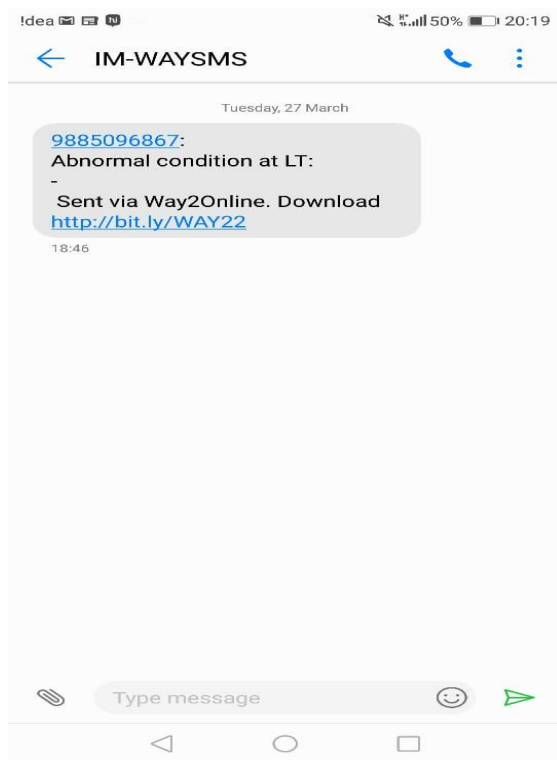 !dea 50% 20:19
IM-WAYSMS
Tuesday, 27 March
9885096867:
Abnormal condition at LT:
-
Sent via Way2Online. Download
http://bit.ly/WAY22
18:46
Type message